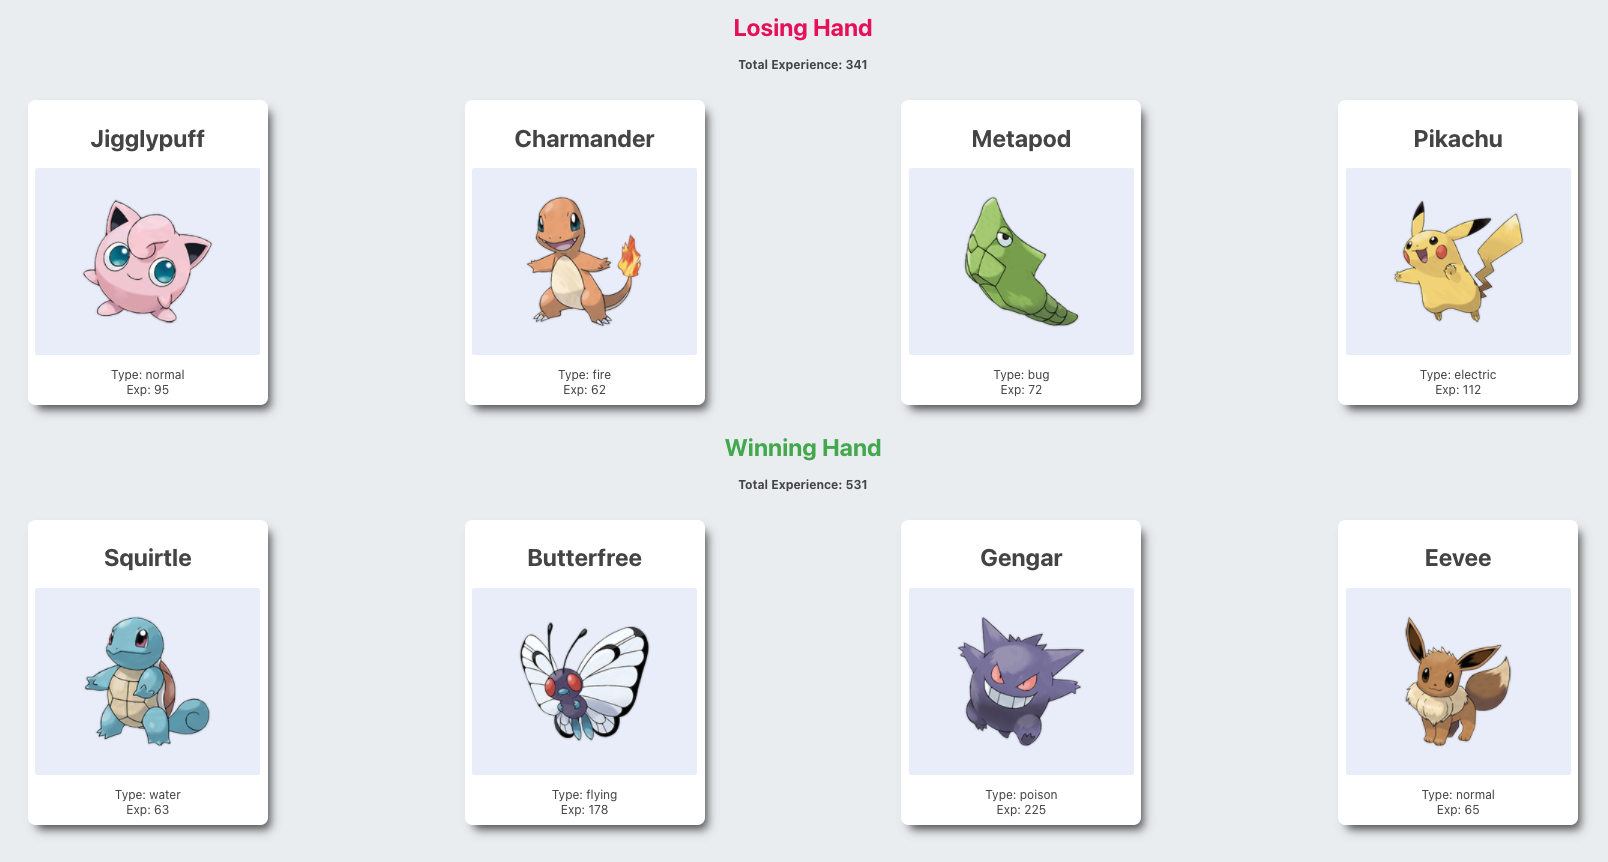 Losing Hand
Total Experience: 341
Jigglypuff
Type: normal
Exp: 95
Charmander
Type: fire
Exp: 62
Metapod
Type: bug
Exp: 72
Pikachu
Type: electric
Exp: 112
Winning Hand
Total Experience: 531
Squirtle
Type: water
Exp: 63
Butterfree
Type: flying
Exp: 178
Gengar
Type: poison
Exp: 225
Eevee
Type: normal
Exp: 65